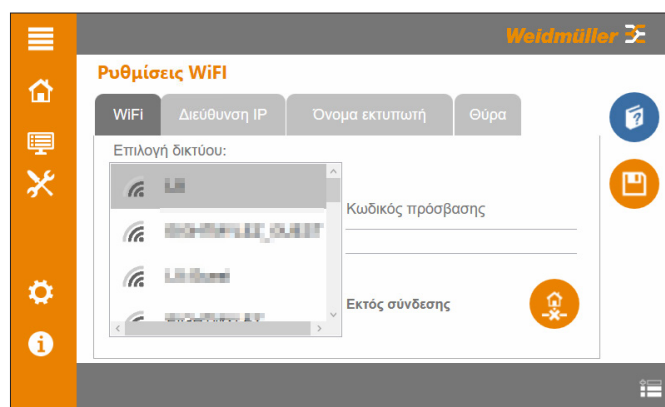 Weidmüller
Ρυθμίσεις WiFI
WiFi
Διεύθυνση IP
Όνομα εκτυπωτή
Θύρα
Επιλογή δικτύου:
Κωδικός πρόσβασης
Εκτός σύνδεσης